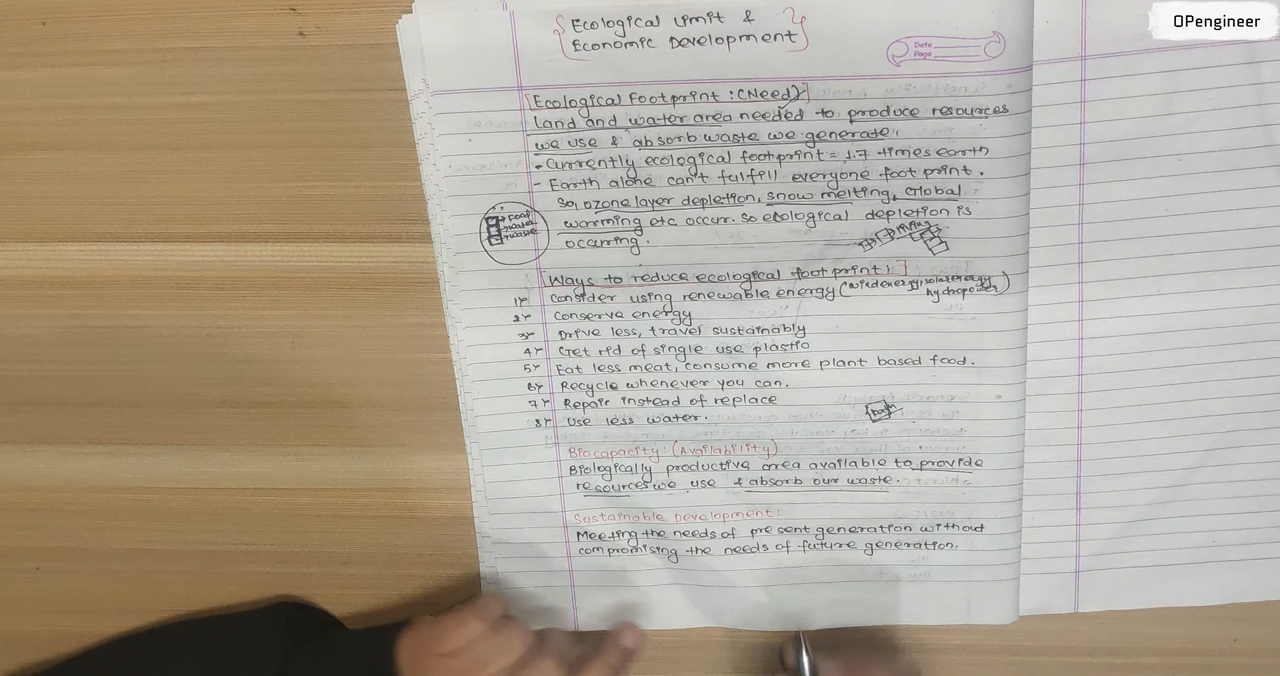 OPengineer
Ecological Limit &
Economic Development
Date
Page
Ecological Footprint : (Need)
land and water area needed to produce resources
we use & absorb waste we generate.
- Currently ecological footprint = 1.7 times earth
- Earth alone can't fulfill everyone foot print.
so, ozone layer depletion, snow melting, Global
warming etc occur. so ecological depletion is
occuring.
Food
water
waste
Ways to reduce ecological foot print:
1) Consider using renewable energy (wind energy, solar energy
hydropower)
2) Conserve energy
3) Drive less, travel sustainably
4) Get rid of single use plastic
5) Eat less meat, consume more plant based food.
6) Recycle whenever you can.
7) Repair instead of replace
8) Use less water.
Biocapacity: (Availability)
Biologically productive area available to provide
resources we use & absorb our waste.
Sustainable Development:
Meeting the needs of present generation without
compromising the needs of future generation.